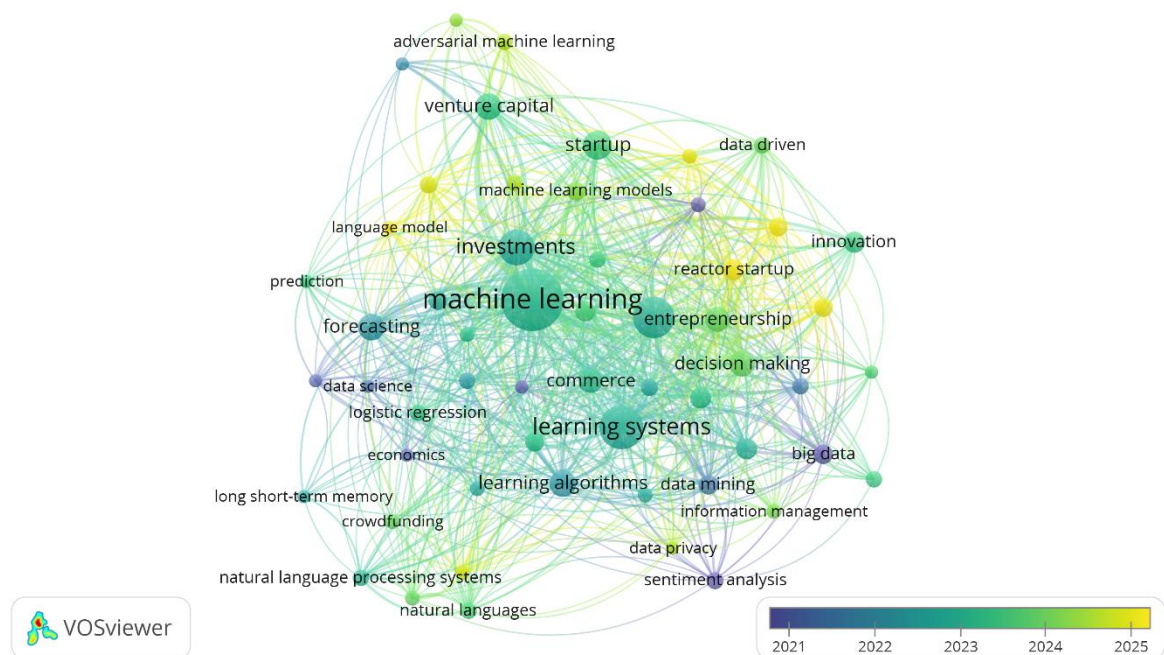 adversarial machine learning
venture capital
startup
data driven
machine learning models
language model
investments
innovation
reactor startup
prediction
machine learning
forecasting
entrepreneurship
decision making
data science
commerce
logistic regression
learning systems
economics
big data
learning algorithms
data mining
long short-term memory
crowdfunding
information management
data privacy
natural language processing systems
sentiment analysis
natural languages
VOSviewer
2021 2022 2023 2024 2025